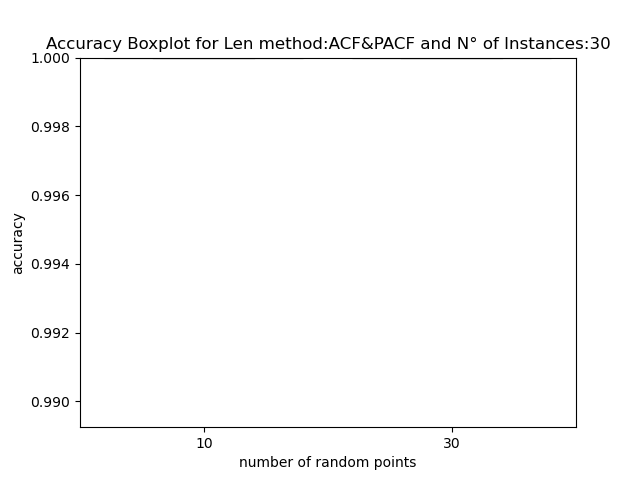 Accuracy Boxplot for Len method:ACF&PACF and N° of Instances:30
1.000
0.998
0.996
0.994
0.992
0.990
accuracy
10 30
number of random points